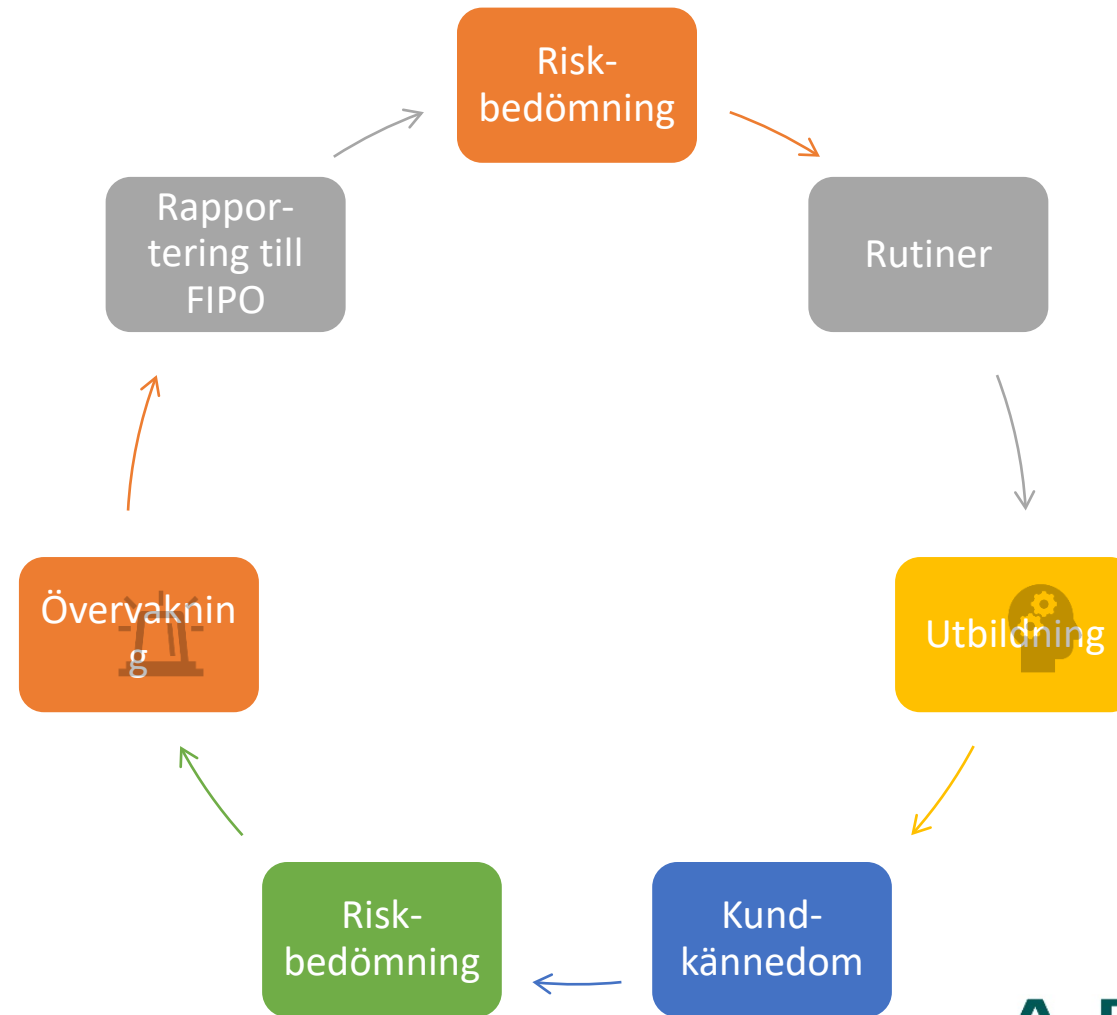 Risk-
bedömning
Rutiner
Utbildning
Kund-
kännedom
Risk-
bedömning
Övervaknin
g
Rappor-
tering till
FIPO